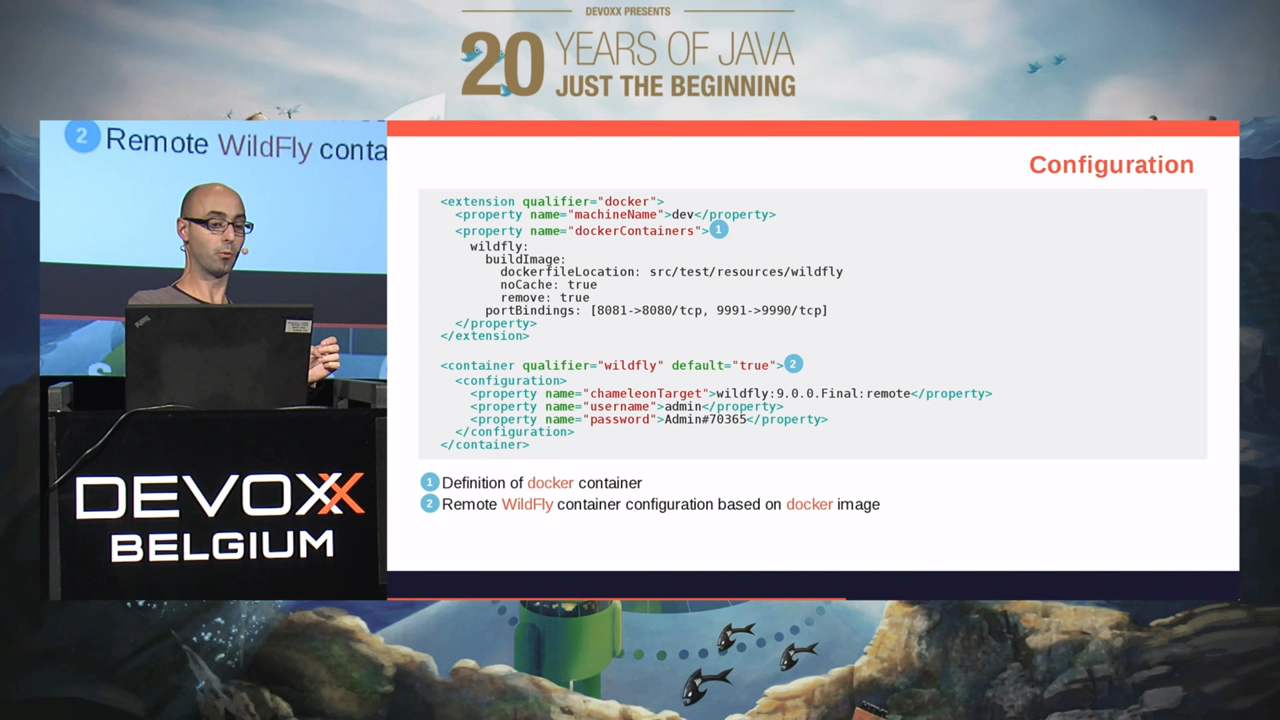 DEVOXX PRESENTS
20 YEARS OF JAVA
JUST THE BEGINNING
2 Remote WildFly conta
DEVOXX
BELGIUM
Configuration
<extension qualifier="docker">
<property name="machineName">dev</property>
<property name="dockerContainers"> 1
wildfly:
buildImage:
dockerfileLocation: src/test/resources/wildfly
noCache: true
remove: true
portBindings: [8081->8080/tcp, 9991->9990/tcp]
</property>
</extension>
<container qualifier="wildfly" default="true"> 2
<configuration>
<property name="chameleonTarget">wildfly:9.0.0.Final:remote</property>
<property name="username">admin</property>
<property name="password">Admin#70365</property>
</configuration>
</container>
1 Definition of docker container
2 Remote WildFly container configuration based on docker image